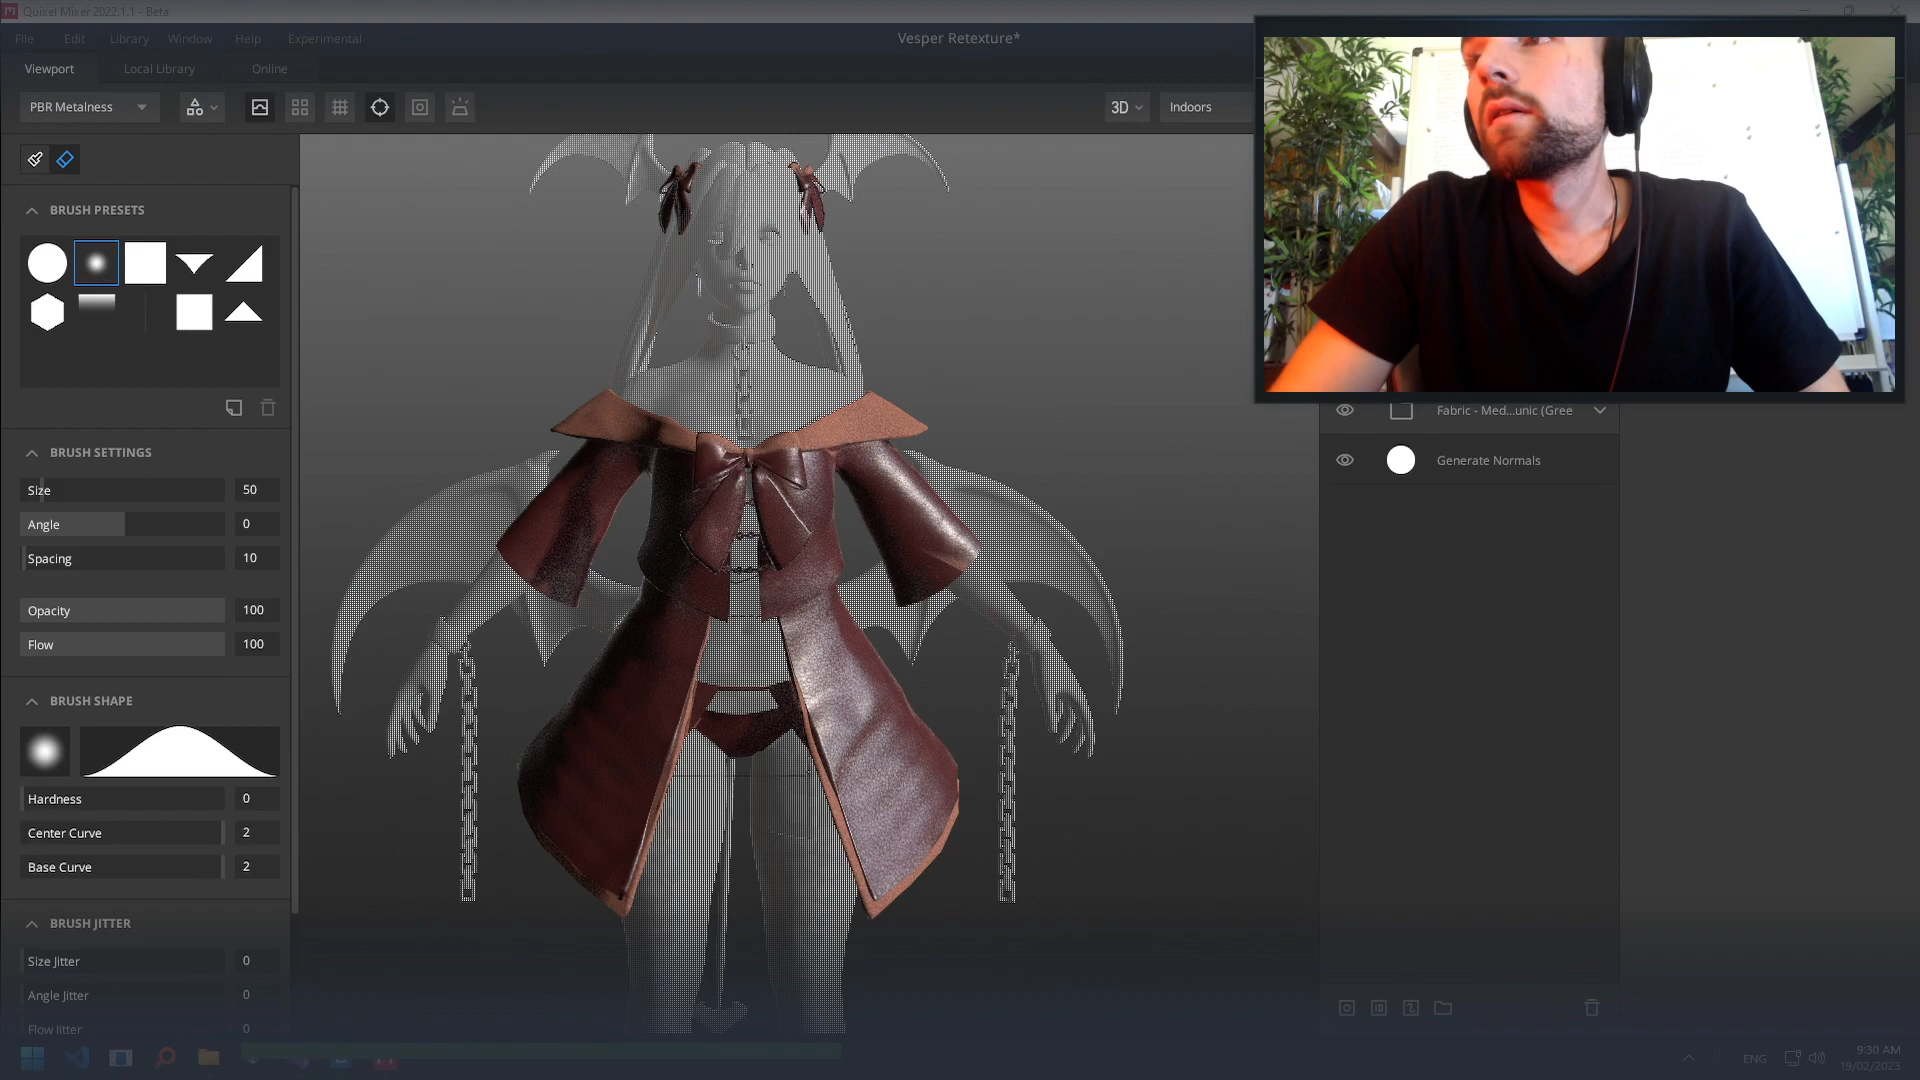 Quixel Mixer 2022.1.1 - Beta
File Edit Library Window Help Experimental
Vesper Retexture*
Viewport Local Library Online
PBR Metalness
3D Indoors
BRUSH PRESETS
BRUSH SETTINGS
Size 50
Angle 0
Spacing 10
Opacity 100
Flow 100
BRUSH SHAPE
Hardness 0
Center Curve 2
Base Curve 2
BRUSH JITTER
Size Jitter 0
Angle Jitter 0
Flow Jitter 0
Fabric - Med...unic (Gree
Generate Normals
ENG
9:30 AM
19/02/2023